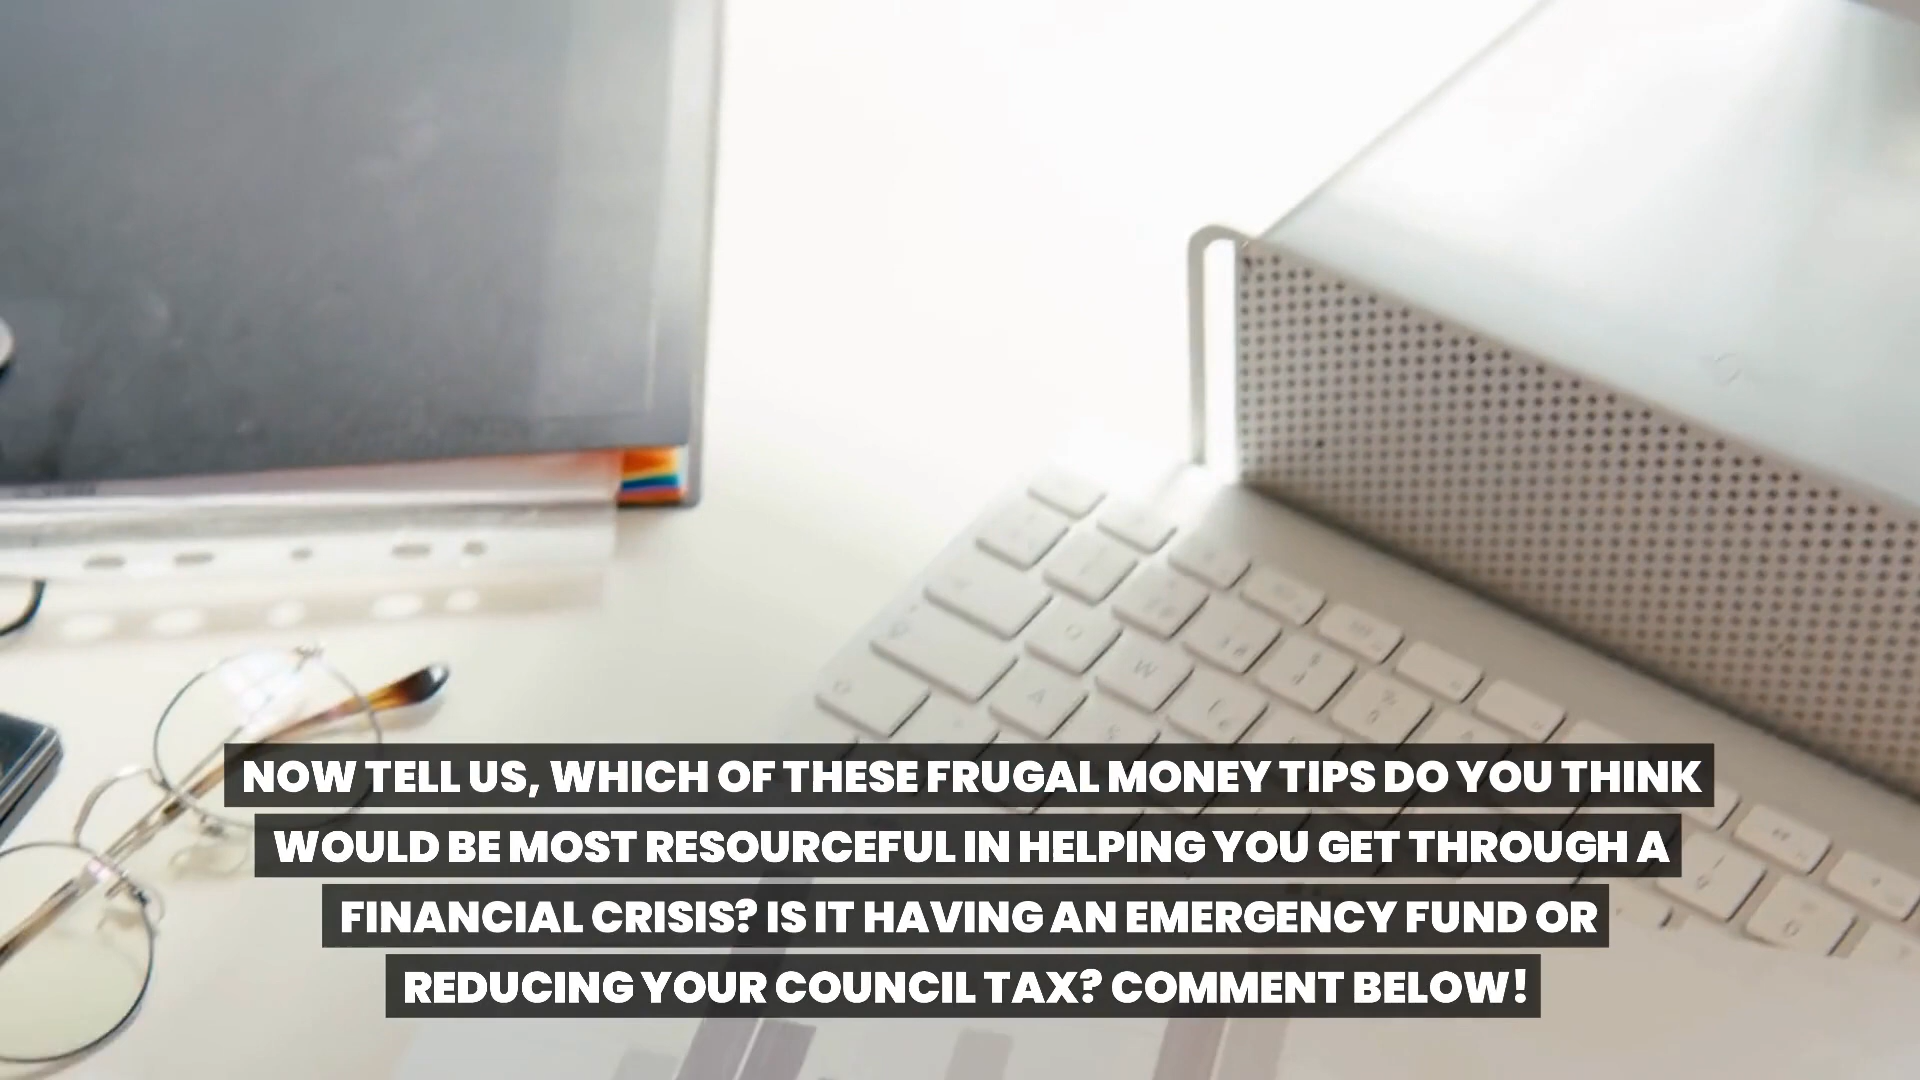 NOW TELL US, WHICH OF THESE FRUGAL MONEY TIPS DO YOU THINK
WOULD BE MOST RESOURCEFUL IN HELPING YOU GET THROUGH A
FINANCIAL CRISIS? IS IT HAVING AN EMERGENCY FUND OR
REDUCING YOUR COUNCIL TAX? COMMENT BELOW!